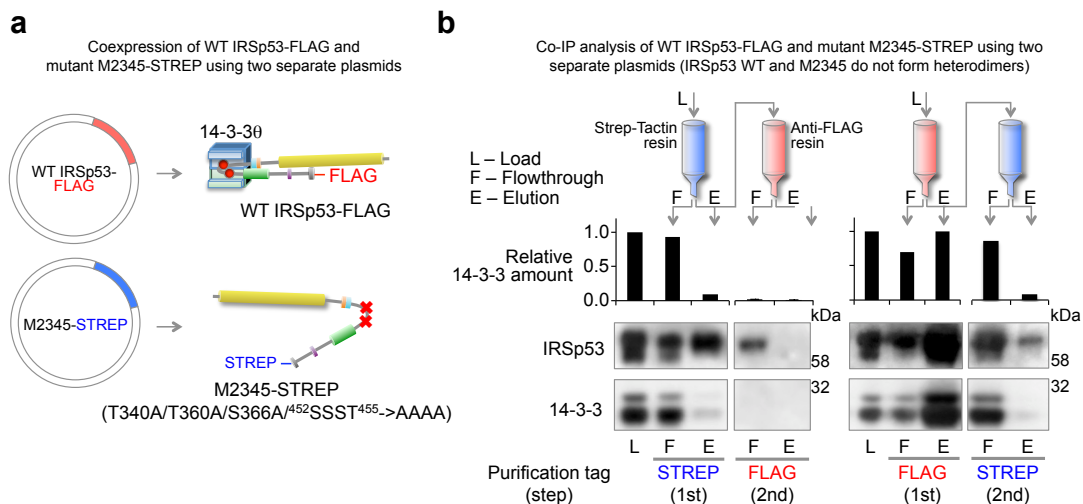 a
Coexpression of WT IRSp53-FLAG and
mutant M2345-STREP using two separate plasmids
WT IRSp53-
FLAG
14-3-3θ
FLAG
WT IRSp53-FLAG
M2345-STREP
STREP
M2345-STREP
(T340A/T360A/S366A/⁴⁵²SSST⁴⁵⁵->AAAA)
b
Co-IP analysis of WT IRSp53-FLAG and mutant M2345-STREP using two
separate plasmids (IRSp53 WT and M2345 do not form heterodimers)
L
L
Strep-Tactin
resin
Anti-FLAG
resin
L – Load
F – Flowthrough
E – Elution
F E F E F E F E
Relative
14-3-3 amount
1.0
0.5
0.0
kDa kDa
IRSp53
58 58
32 32
14-3-3
L F E F E L F E F E
Purification tag
(step)
STREP
(1st)
FLAG
(2nd)
FLAG
(1st)
STREP
(2nd)